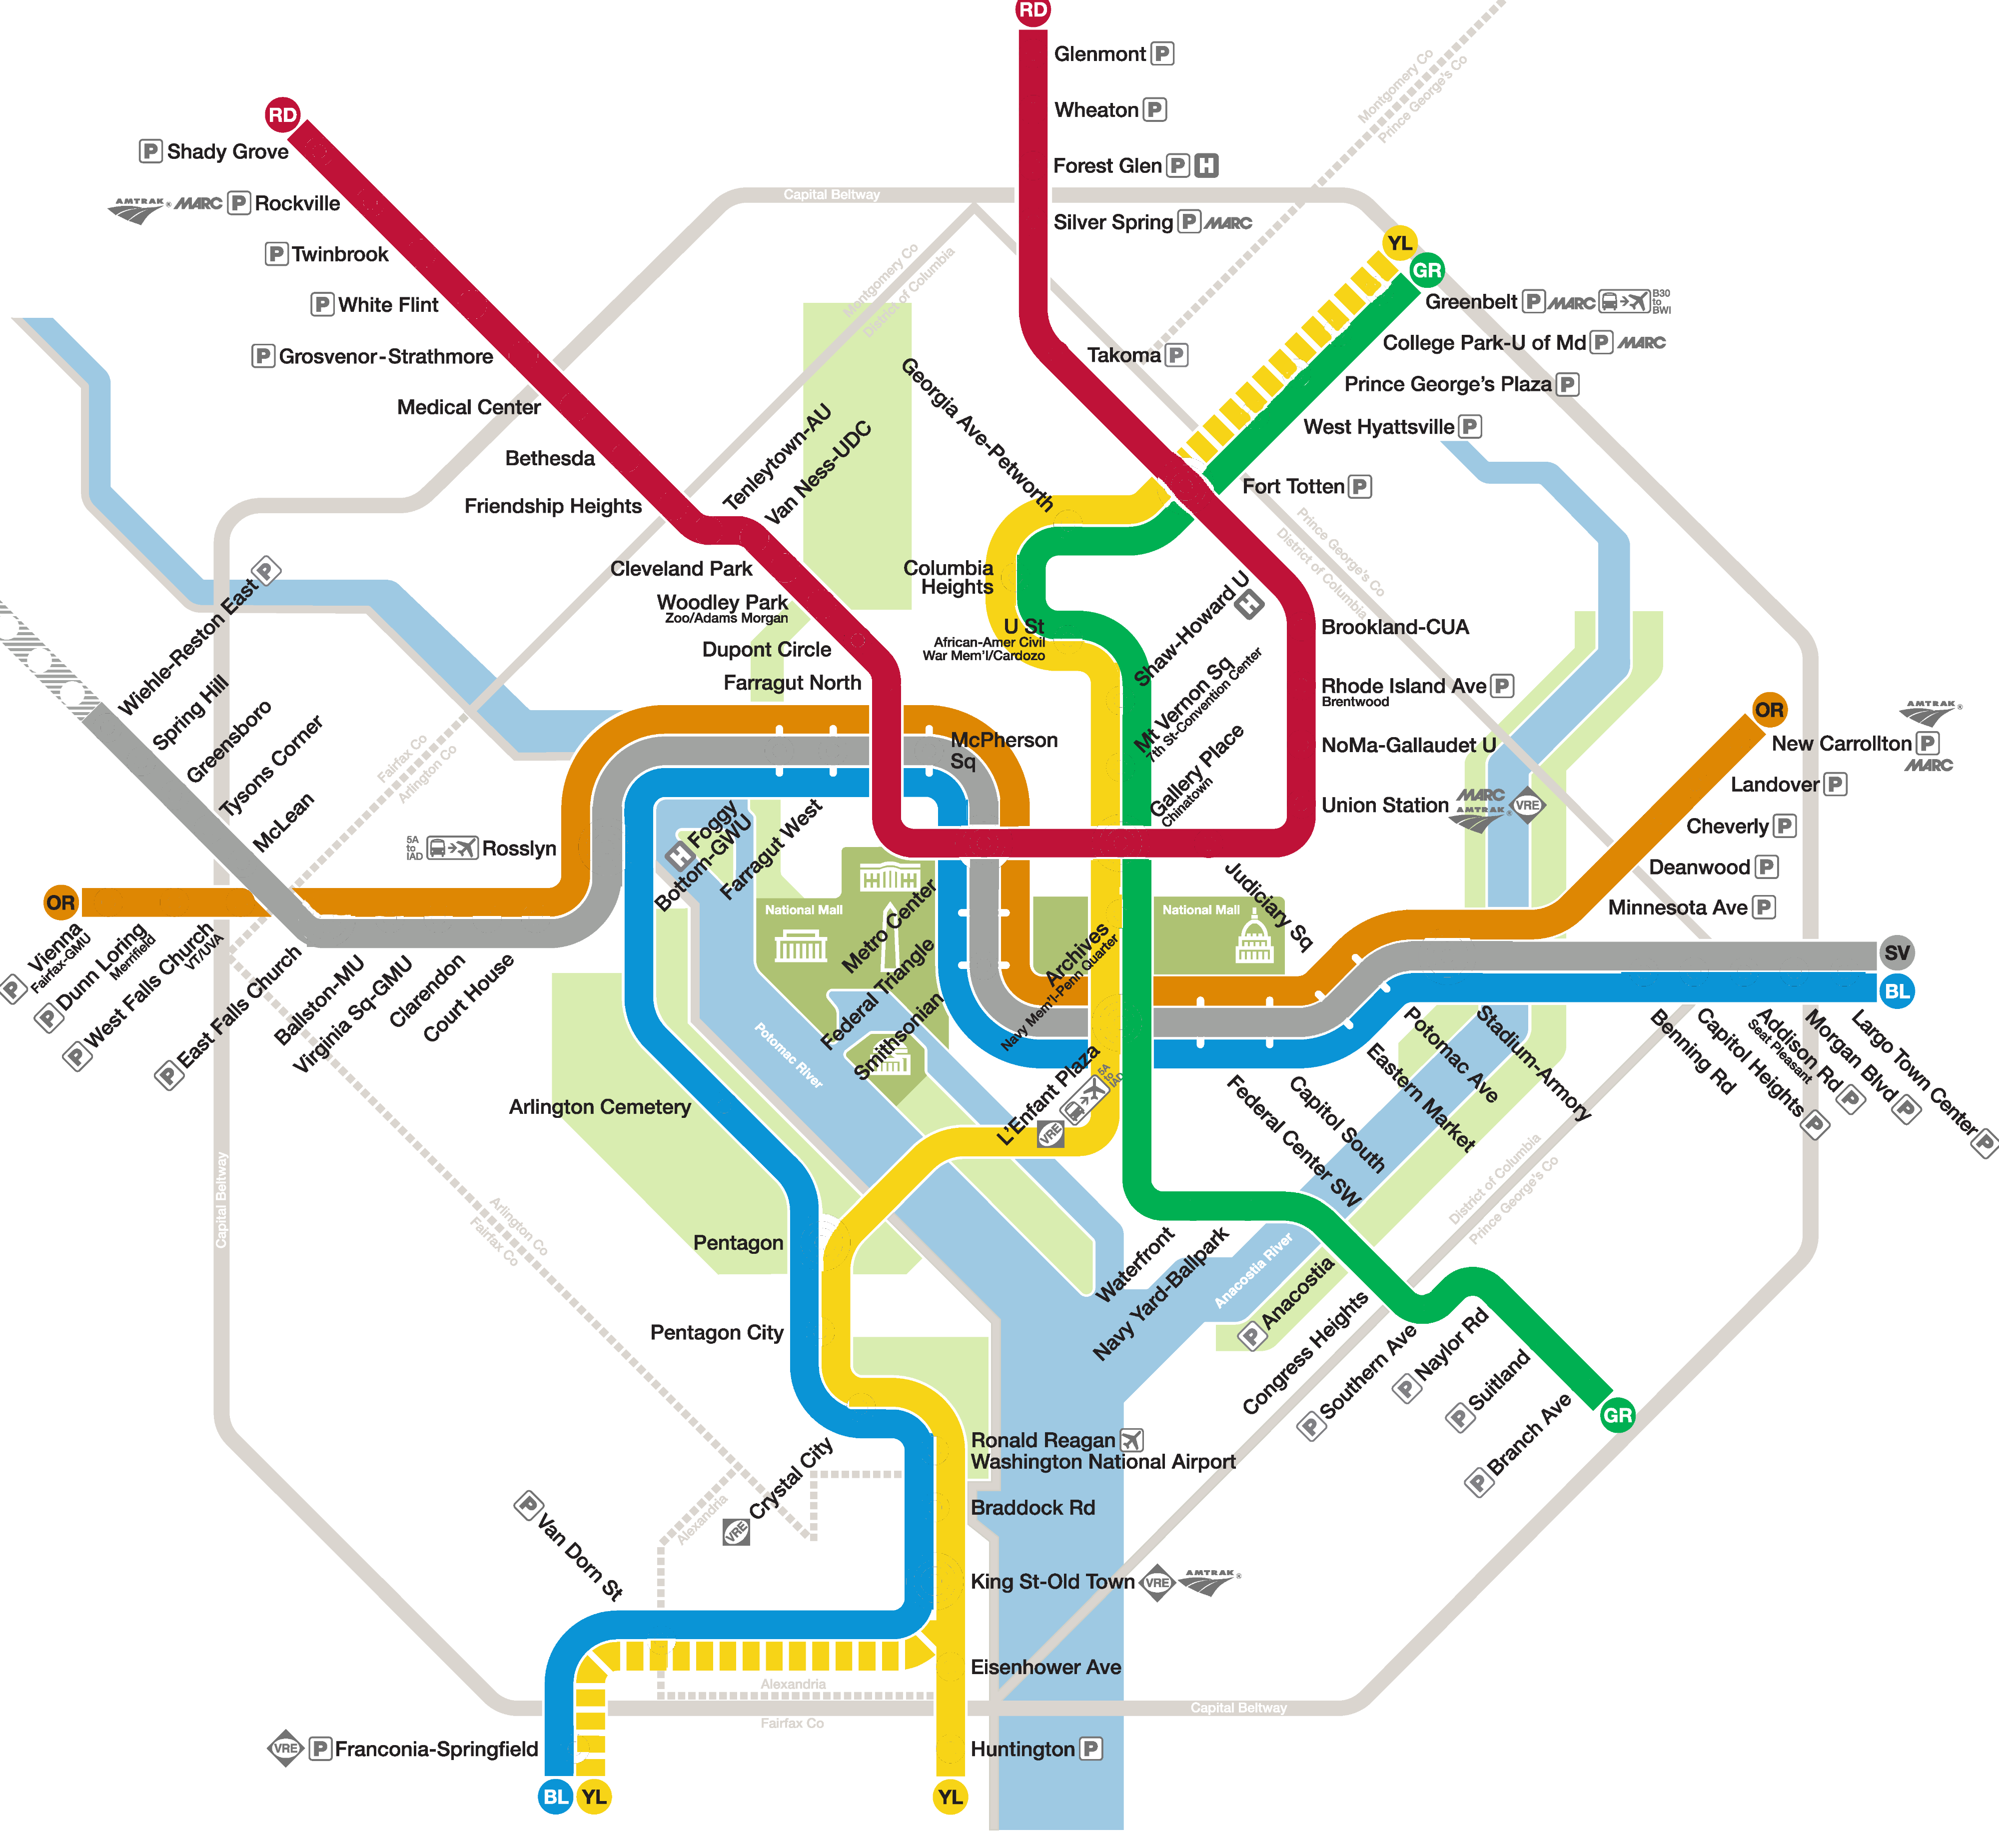 RD
Glenmont P
Wheaton P
Forest Glen P H
Silver Spring P MARC
Takoma P
RD
P Shady Grove
AMTRAK® MARC P Rockville
P Twinbrook
P White Flint
P Grosvenor-Strathmore
Medical Center
Bethesda
Friendship Heights
Tenleytown-AU
Van Ness-UDC
Cleveland Park
Woodley Park
Zoo/Adams Morgan
Dupont Circle
Farragut North
Capital Beltway
Montgomery Co
Prince George's Co
Montgomery Co
District of Columbia
YL
GR
Greenbelt P MARC B30
to
BWI
College Park-U of Md P MARC
Prince George's Plaza P
West Hyattsville P
Fort Totten P
Prince George's Co
District of Columbia
Georgia Ave-Petworth
Columbia
Heights
U St
African-Amer Civil
War Mem'l/Cardozo
Shaw-Howard U
H
Mt Vernon Sq
7th St-Convention Center
Gallery Place
Chinatown
Brookland-CUA
Rhode Island Ave P
Brentwood
NoMa-Gallaudet U
Union Station MARC
AMTRAK VRE
Judiciary Sq
OR
AMTRAK®
New Carrollton P
MARC
Landover P
Cheverly P
Deanwood P
Minnesota Ave P
SV
BL
Wiehle-Reston East P
Spring Hill
Greensboro
Tysons Corner
McLean
Fairfax Co
Arlington Co
5A
to
IAD
Rosslyn
OR
P Vienna
Fairfax-GMU
P Dunn Loring
Merrifield
P West Falls Church
VT/UVA
P East Falls Church
Ballston-MU
Virginia Sq-GMU
Clarendon
Court House
H Foggy
Bottom-GWU
Farragut West
McPherson
Sq
Metro Center
Federal Triangle
Smithsonian
National Mall
National Mall
Archives
Navy Mem'l-Penn Quarter
L'Enfant Plaza
VRE
5A
to
IAD
Federal Center SW
Capitol South
Eastern Market
Potomac Ave
Stadium-Armory
Benning Rd
Capitol Heights P
Addison Rd P
Seat Pleasant
Morgan Blvd P
Largo Town Center P
District of Columbia
Prince George's Co
Potomac River
Arlington Cemetery
Capital Beltway
Arlington Co
Fairfax Co
Pentagon
Pentagon City
VRE Crystal City
Waterfront
Navy Yard-Ballpark
Anacostia River
P Anacostia
Congress Heights
P Southern Ave
P Naylor Rd
P Suitland
P Branch Ave
GR
Ronald Reagan
Washington National Airport
Braddock Rd
King St-Old Town VRE AMTRAK®
Eisenhower Ave
Huntington P
YL
P Van Dorn St
Alexandria
Alexandria
Fairfax Co
Capital Beltway
VRE P Franconia-Springfield
BL
YL